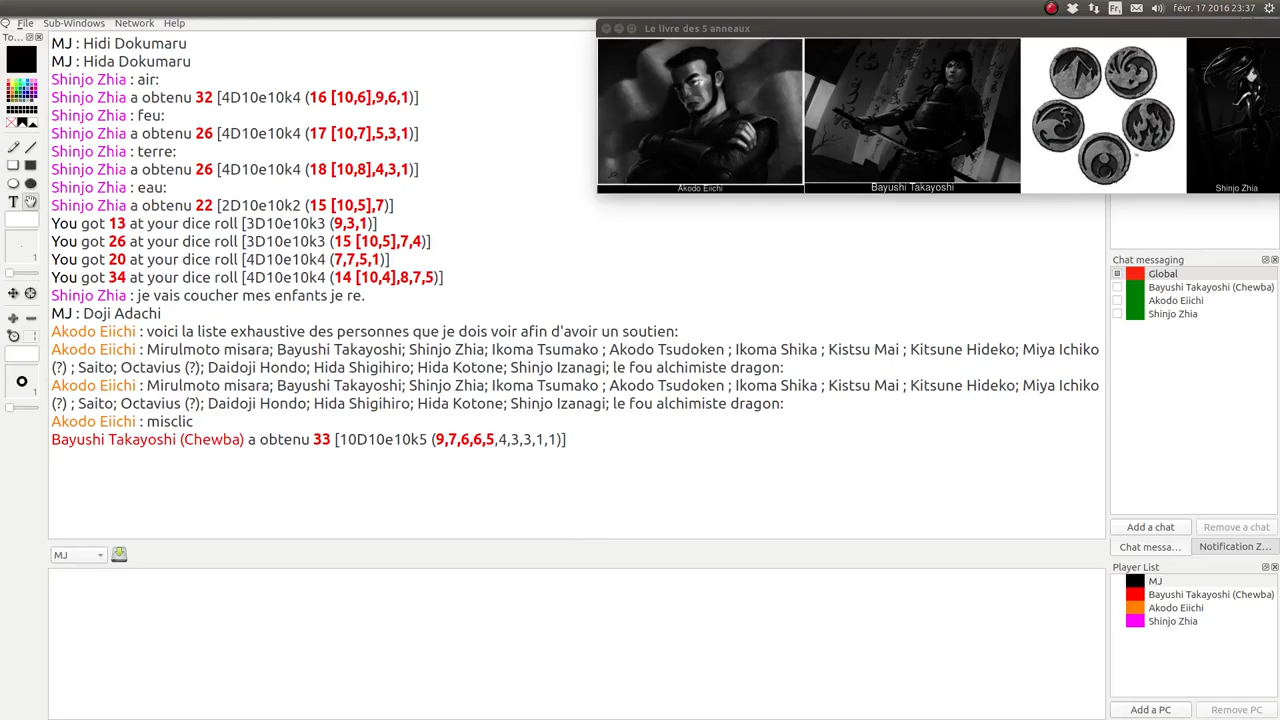 Fr,
févr. 17 2016 23:37
File Sub-Windows Network Help
Le livre des 5 anneaux
To...
MJ : Hidi Dokumaru
MJ : Hida Dokumaru
Shinjo Zhia : air:
Shinjo Zhia a obtenu 32 [4D10e10k4 (16 [10,6],9,6,1)]
Shinjo Zhia : feu:
Shinjo Zhia a obtenu 26 [4D10e10k4 (17 [10,7],5,3,1)]
Shinjo Zhia : terre:
Shinjo Zhia a obtenu 26 [4D10e10k4 (18 [10,8],4,3,1)]
Shinjo Zhia : eau:
Shinjo Zhia a obtenu 22 [2D10e10k2 (15 [10,5],7)]
You got 13 at your dice roll [3D10e10k3 (9,3,1)]
You got 26 at your dice roll [3D10e10k3 (15 [10,5],7,4)]
You got 20 at your dice roll [4D10e10k4 (7,7,5,1)]
You got 34 at your dice roll [4D10e10k4 (14 [10,4],8,7,5)]
Shinjo Zhia : je vais coucher mes enfants je re.
MJ : Doji Adachi
Akodo Eiichi : voici la liste exhaustive des personnes que je dois voir afin d'avoir un soutien:
Akodo Eiichi : Mirulmoto misara; Bayushi Takayoshi; Shinjo Zhia; Ikoma Tsumako ; Akodo Tsudoken ; Ikoma Shika ; Kistsu Mai ; Kitsune Hideko; Miya Ichiko
(?) ; Saito; Octavius (?); Daidoji Hondo; Hida Shigihiro; Hida Kotone; Shinjo Izanagi; le fou alchimiste dragon:
Akodo Eiichi : Mirulmoto misara; Bayushi Takayoshi; Shinjo Zhia; Ikoma Tsumako ; Akodo Tsudoken ; Ikoma Shika ; Kistsu Mai ; Kitsune Hideko; Miya Ichiko
(?) ; Saito; Octavius (?); Daidoji Hondo; Hida Shigihiro; Hida Kotone; Shinjo Izanagi; le fou alchimiste dragon:
Akodo Eiichi : misclic
Bayushi Takayoshi (Chewba) a obtenu 33 [10D10e10k5 (9,7,6,6,5,4,3,3,1,1)]
Akodo Eiichi
Bayushi Takayoshi
Shinjo Zhia
T
1
1
1
MJ
Chat messaging
Global
Bayushi Takayoshi (Chewba)
Akodo Eiichi
Shinjo Zhia
Add a chat
Remove a chat
Chat messa...
Notification Z...
Player List
MJ
Bayushi Takayoshi (Chewba)
Akodo Eiichi
Shinjo Zhia
Add a PC
Remove PC